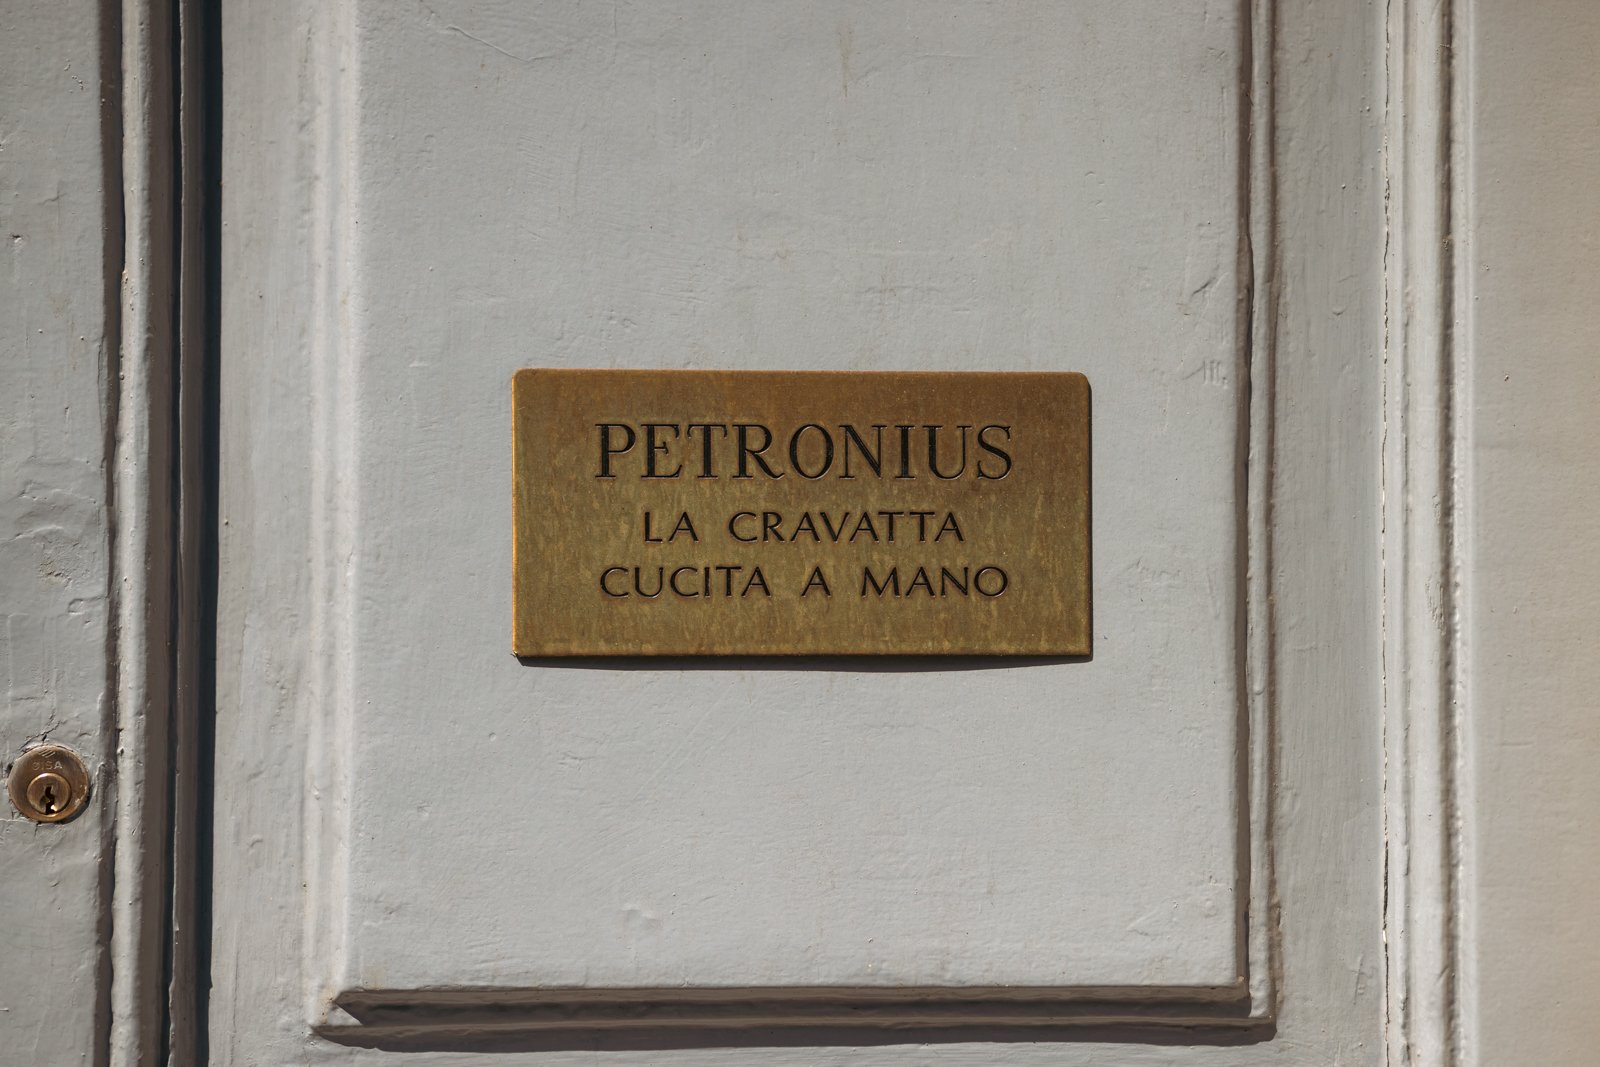 PETRONIUS
LA CRAVATTA
CUCITA A MANO